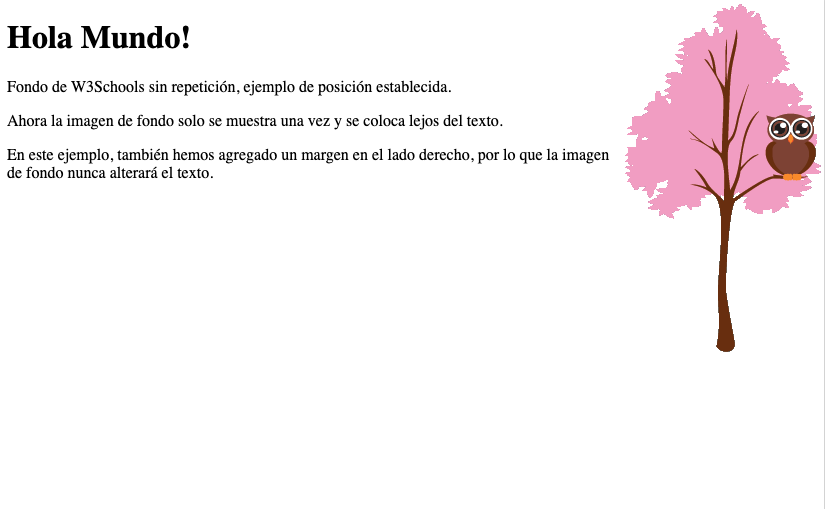 Hola Mundo!
Fondo de W3Schools sin repetición, ejemplo de posición establecida.
Ahora la imagen de fondo solo se muestra una vez y se coloca lejos del texto.
En este ejemplo, también hemos agregado un margen en el lado derecho, por lo que la imagen
de fondo nunca alterará el texto.